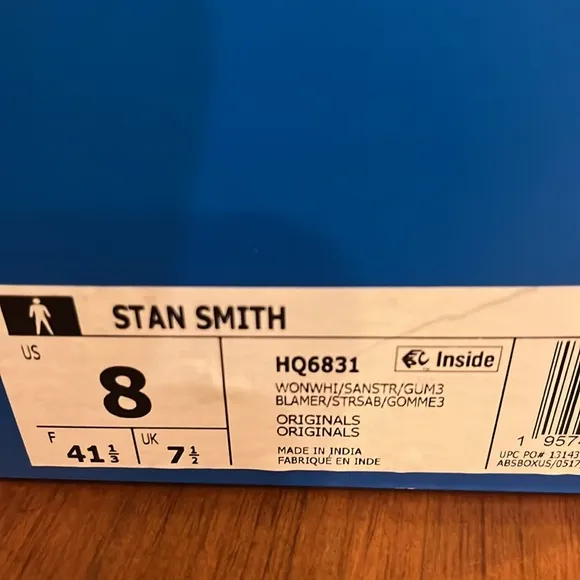 STAN SMITH
US
8
F 41 1/3
UK 7 1/2
HQ6831
Inside
WONWHI/SANSTR/GUM3
BLAMER/STRSAB/GOMME3
ORIGINALS
ORIGINALS
MADE IN INDIA
FABRIQUÉ EN INDE
1 957
UPC PO# 13143
ABSBOXUS/0517